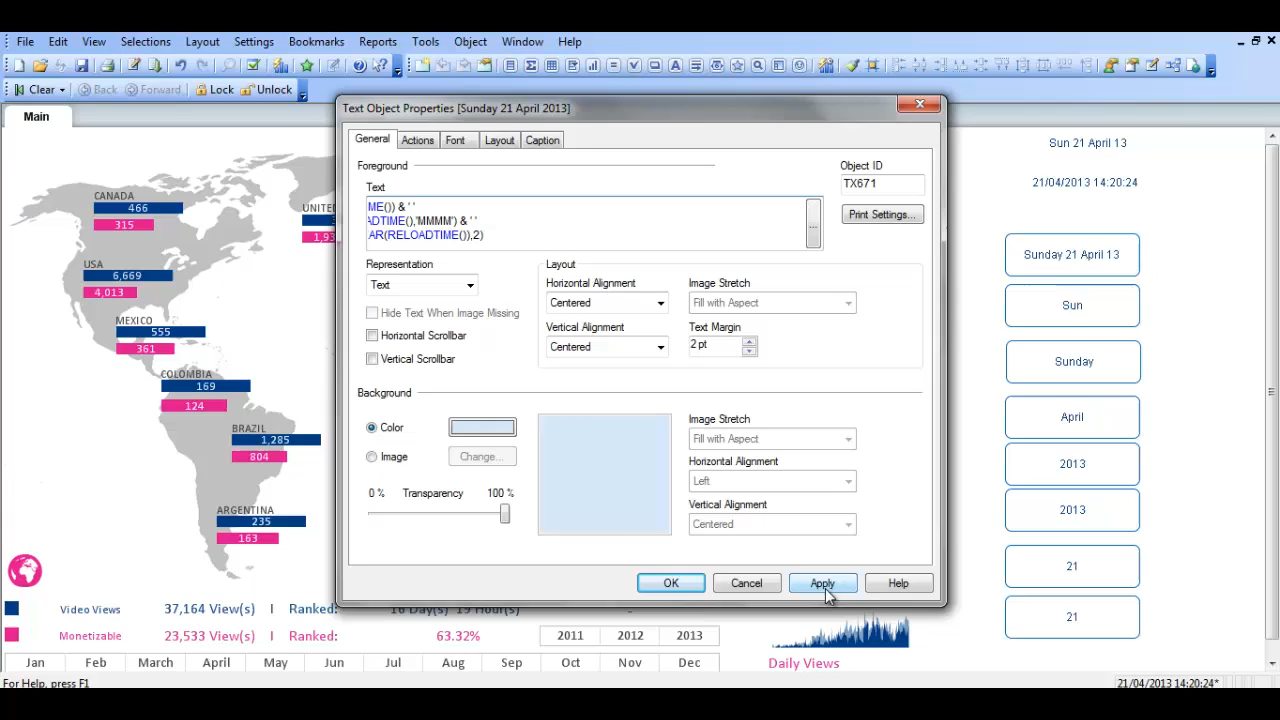 File Edit View Selections Layout Settings Bookmarks Reports Tools Object Window Help
Clear Back Forward Lock Unlock
Main
Text Object Properties [Sunday 21 April 2013]
General Actions Font Layout Caption
Foreground
Text
ME()) & ' '
ADTIME(),'MMMM') & ' '
AR(RELOADTIME()),2)
...
Object ID
TX671
Print Settings...
Representation
Text
Hide Text When Image Missing
Horizontal Scrollbar
Vertical Scrollbar
Layout
Horizontal Alignment
Centered
Vertical Alignment
Centered
Image Stretch
Fill with Aspect
Text Margin
2 pt
Background
Color
Image
Change...
0 % Transparency 100 %
Image Stretch
Fill with Aspect
Horizontal Alignment
Left
Vertical Alignment
Centered
OK Cancel Apply Help
CANADA
466
315
UNITE
1,93
USA
6,669
4,013
MEXICO
555
361
COLOMBIA
169
124
BRAZIL
1,285
804
ARGENTINA
235
163
Sun 21 April 13
21/04/2013 14:20:24
Sunday 21 April 13
Sun
Sunday
April
2013
2013
21
21
Video Views 37,164 View(s) I Ranked: 16 Day(s) 19 Hour(s)
Monetizable 23,533 View(s) I Ranked: 63.32%
2011 2012 2013
Daily Views
Jan Feb March April May Jun Jul Aug Sep Oct Nov Dec
For Help, press F1
21/04/2013 14:20:24*